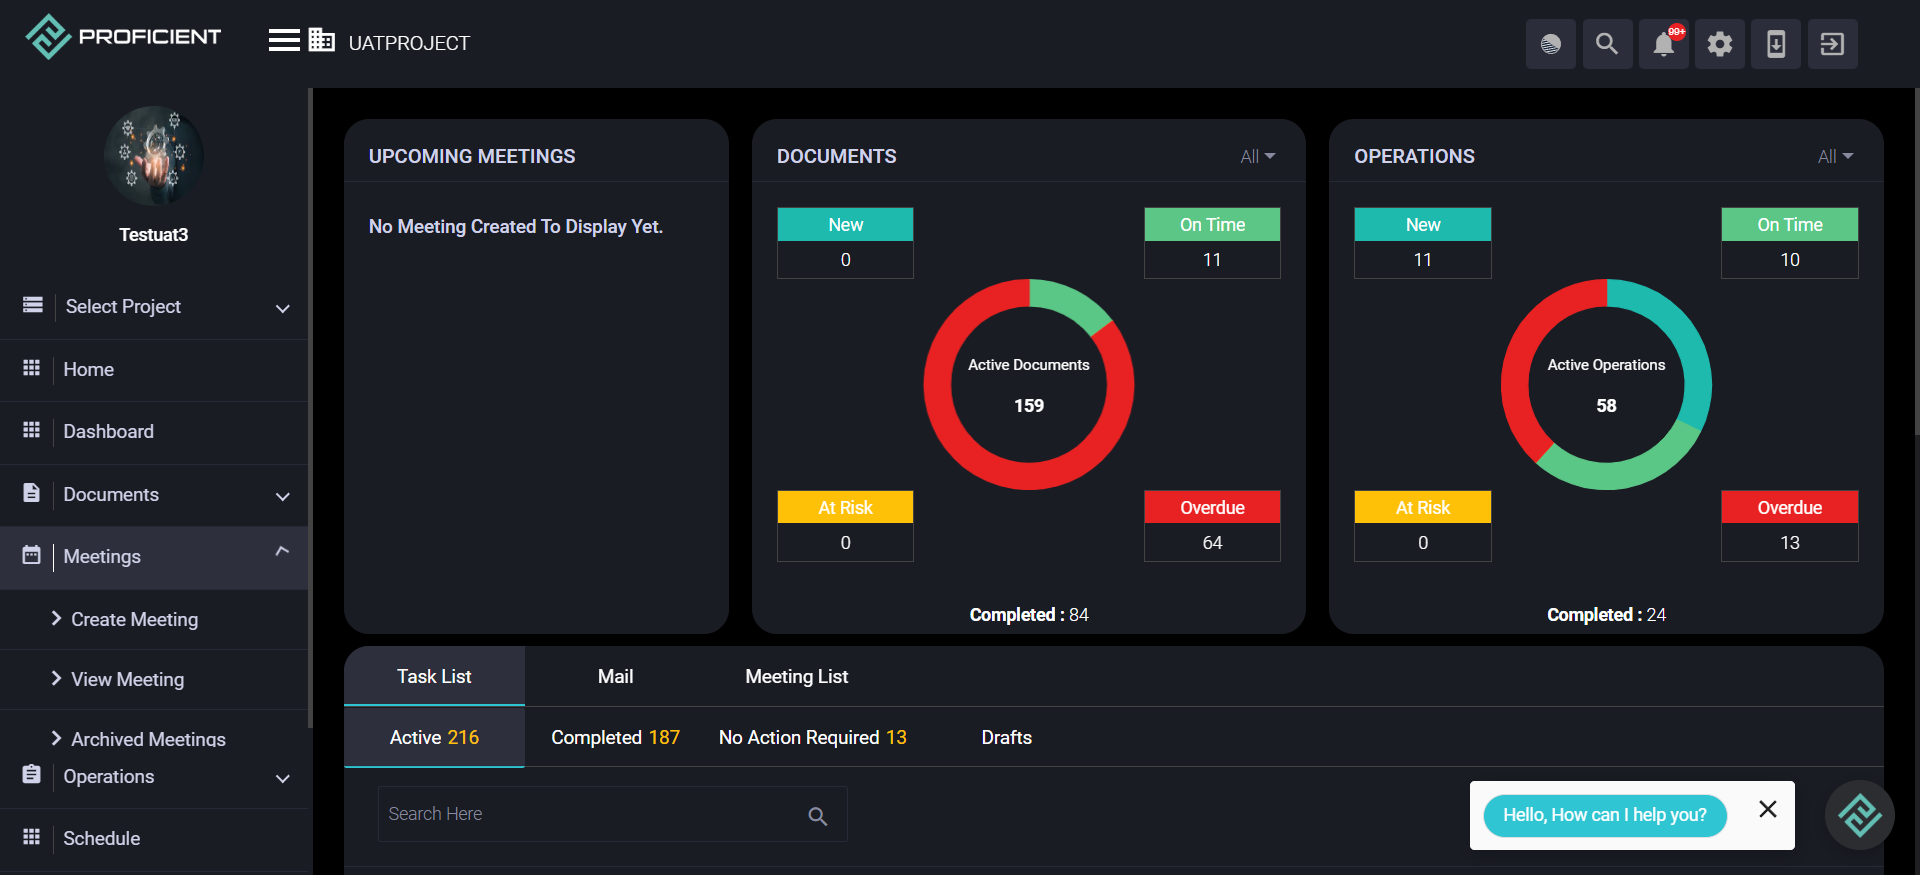 PROFICIENT
UATPROJECT
99+
Testuat3
Select Project
Home
Dashboard
Documents
Meetings
Create Meeting
View Meeting
Archived Meetings
Operations
Schedule
UPCOMING MEETINGS
No Meeting Created To Display Yet.
DOCUMENTS
All
New
0
On Time
11
Active Documents
159
At Risk
0
Overdue
64
Completed : 84
OPERATIONS
All
New
11
On Time
10
Active Operations
58
At Risk
0
Overdue
13
Completed : 24
Task List Mail Meeting List
Active 216 Completed 187 No Action Required 13 Drafts
Search Here
Hello, How can I help you?